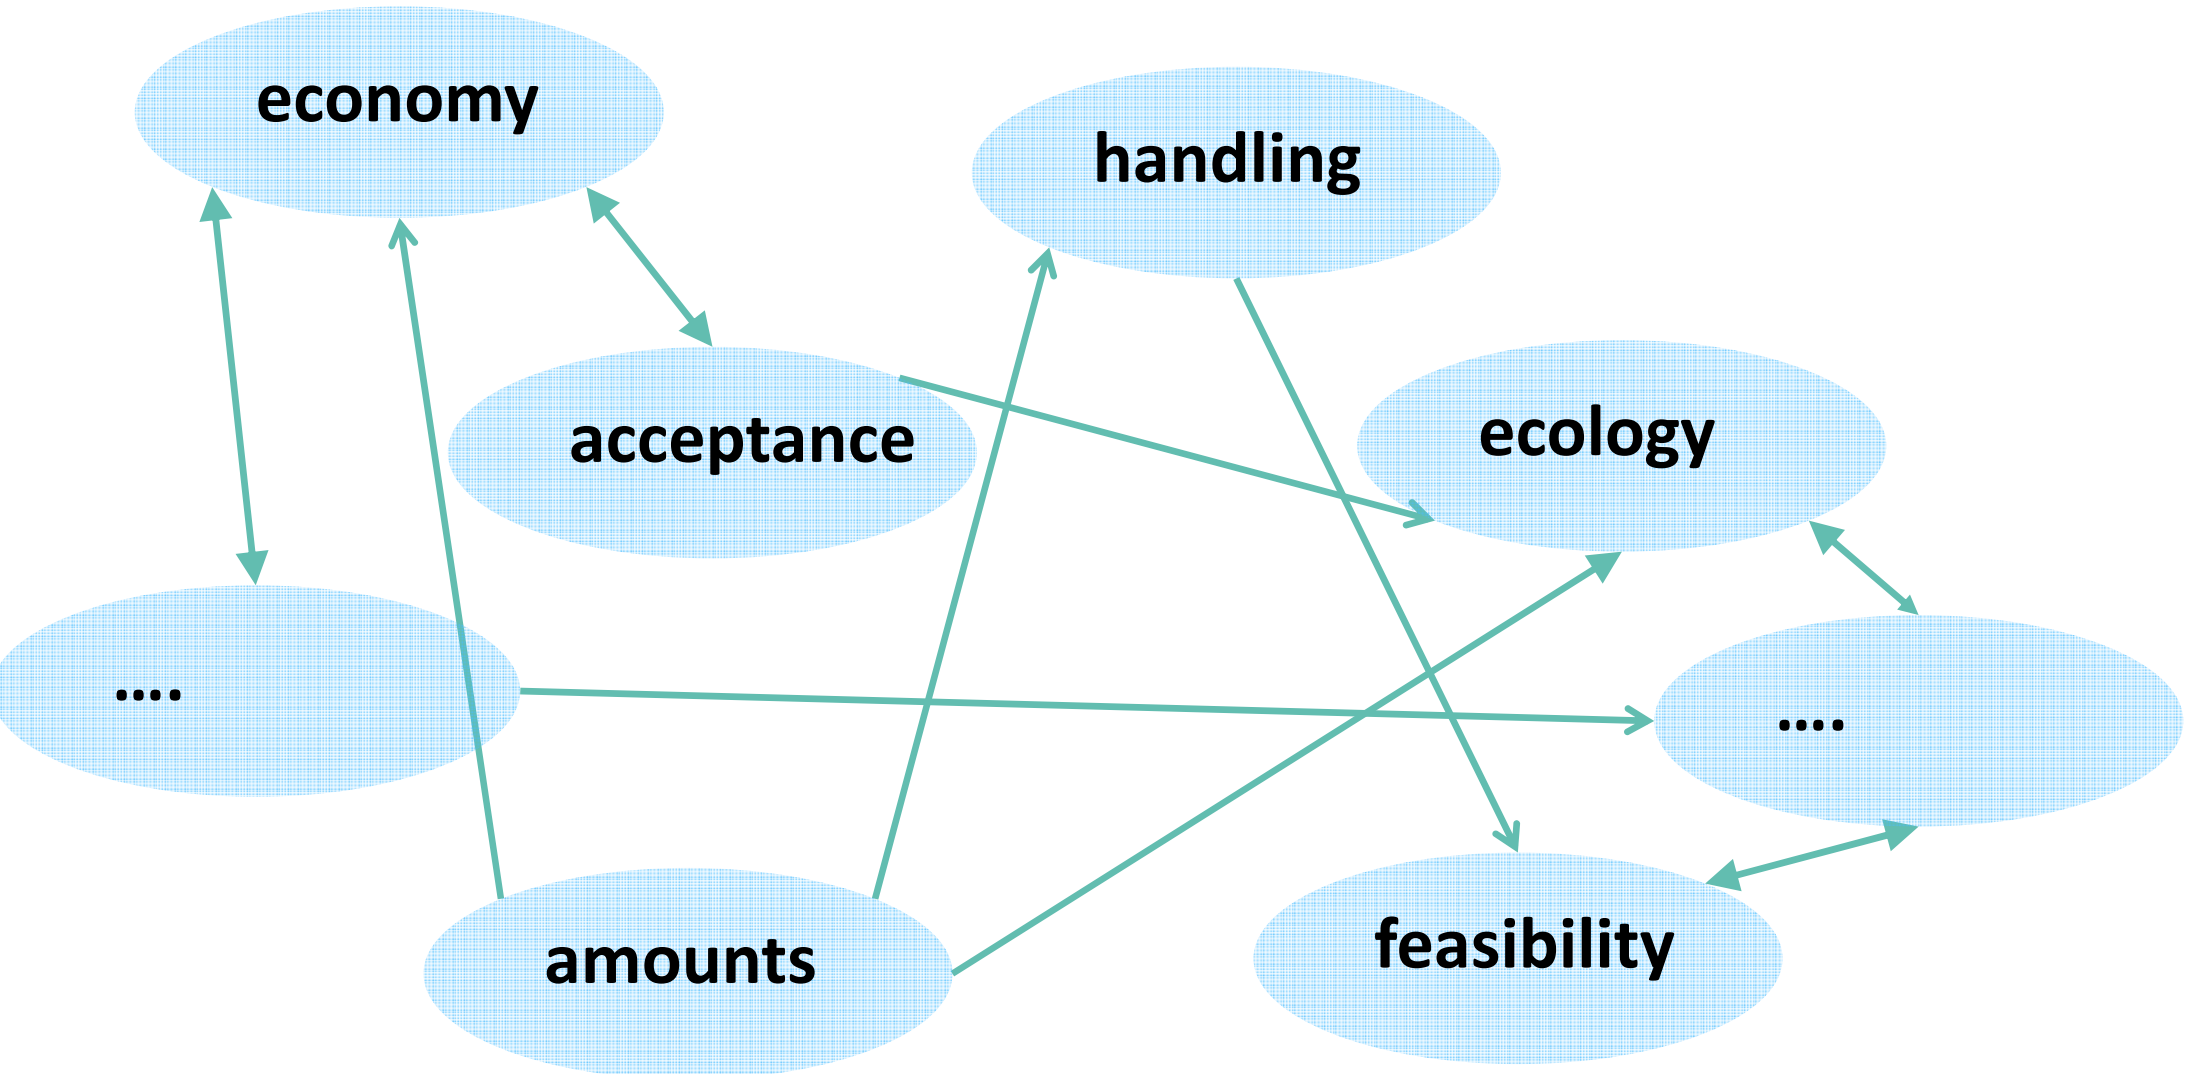 economy
handling
acceptance
ecology
....
....
amounts
feasibility